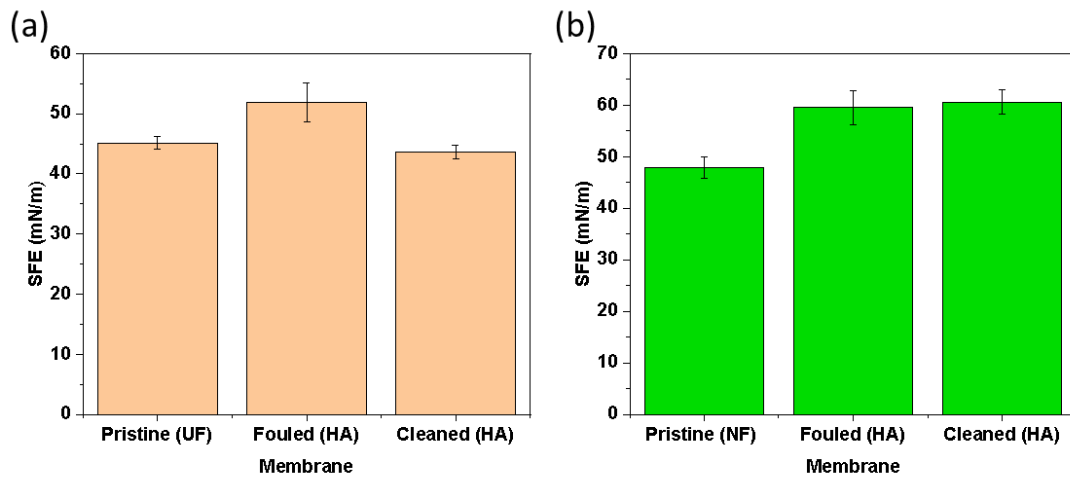 (a)
60
50
40
30
20
10
0
SFE (mN/m)
Pristine (UF) Fouled (HA) Cleaned (HA)
Membrane
(b)
70
60
50
40
30
20
10
0
SFE (mN/m)
Pristine (NF) Fouled (HA) Cleaned (HA)
Membrane